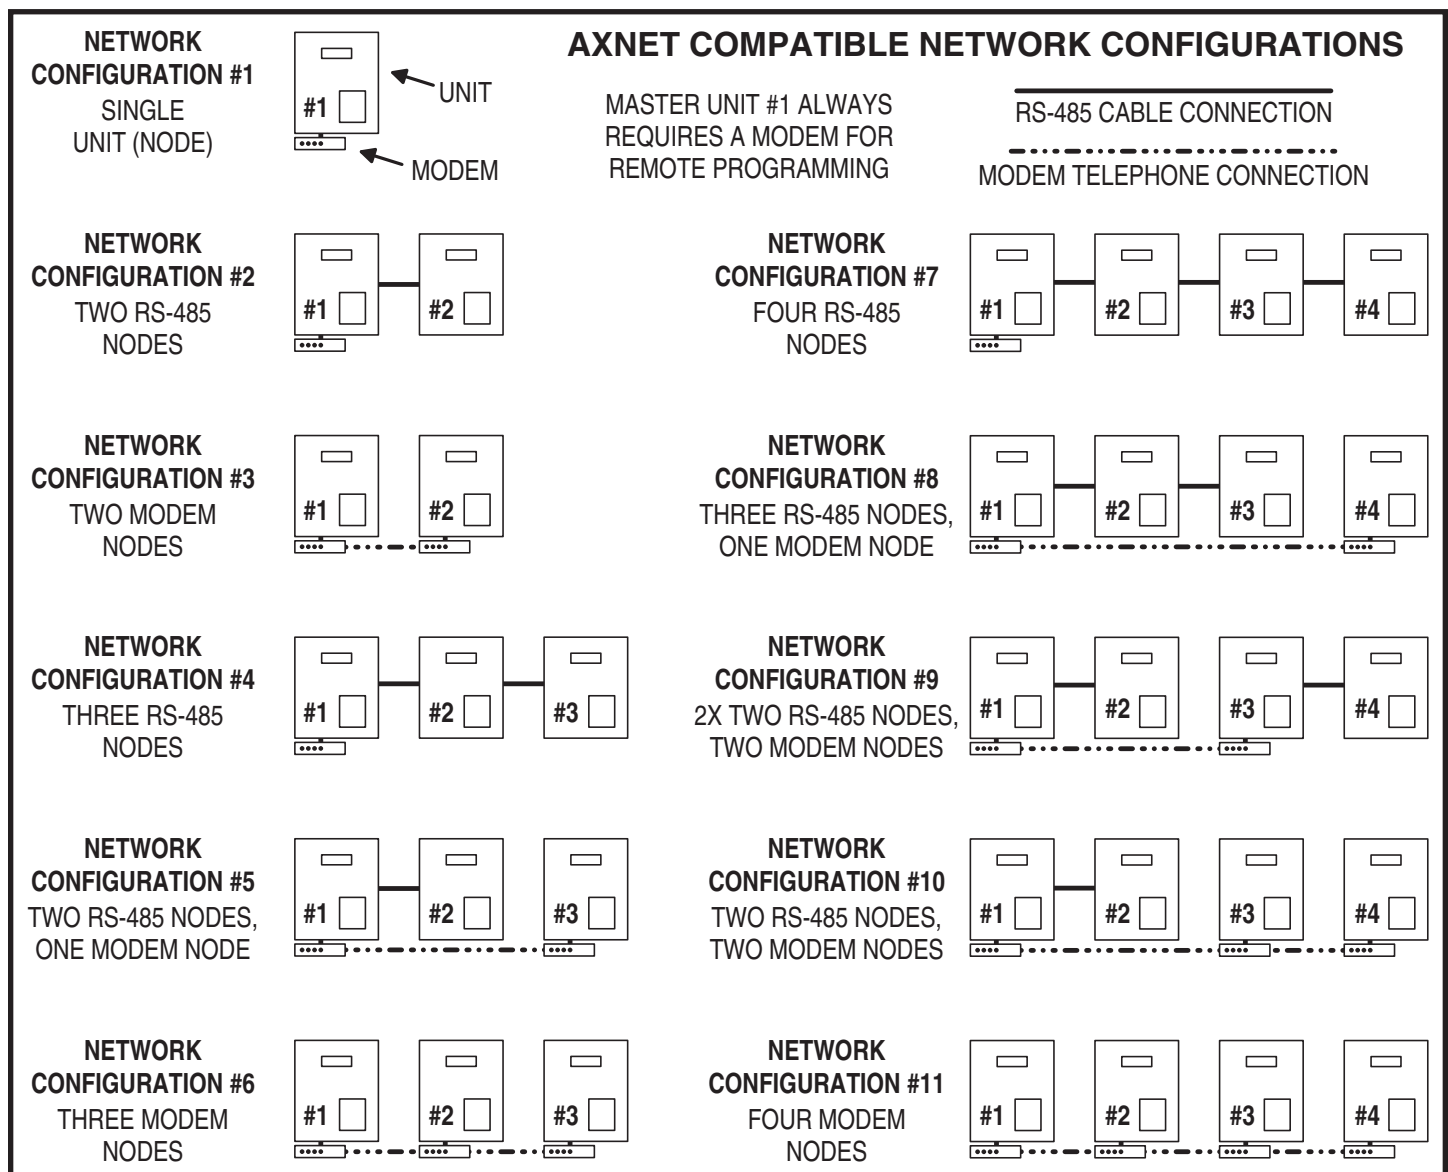 NETWORK
CONFIGURATION #1
SINGLE
UNIT (NODE)
#1
UNIT
MODEM
AXNET COMPATIBLE NETWORK CONFIGURATIONS
MASTER UNIT #1 ALWAYS
REQUIRES A MODEM FOR
REMOTE PROGRAMMING
RS-485 CABLE CONNECTION
MODEM TELEPHONE CONNECTION
NETWORK
CONFIGURATION #2
TWO RS-485
NODES
#1 #2
NETWORK
CONFIGURATION #7
FOUR RS-485
NODES
#1 #2 #3 #4
NETWORK
CONFIGURATION #3
TWO MODEM
NODES
#1 #2
NETWORK
CONFIGURATION #8
THREE RS-485 NODES,
ONE MODEM NODE
#1 #2 #3 #4
NETWORK
CONFIGURATION #4
THREE RS-485
NODES
#1 #2 #3
NETWORK
CONFIGURATION #9
2X TWO RS-485 NODES,
TWO MODEM NODES
#1 #2 #3 #4
NETWORK
CONFIGURATION #5
TWO RS-485 NODES,
ONE MODEM NODE
#1 #2 #3
NETWORK
CONFIGURATION #10
TWO RS-485 NODES,
TWO MODEM NODES
#1 #2 #3 #4
NETWORK
CONFIGURATION #6
THREE MODEM
NODES
#1 #2 #3
NETWORK
CONFIGURATION #11
FOUR MODEM
NODES
#1 #2 #3 #4